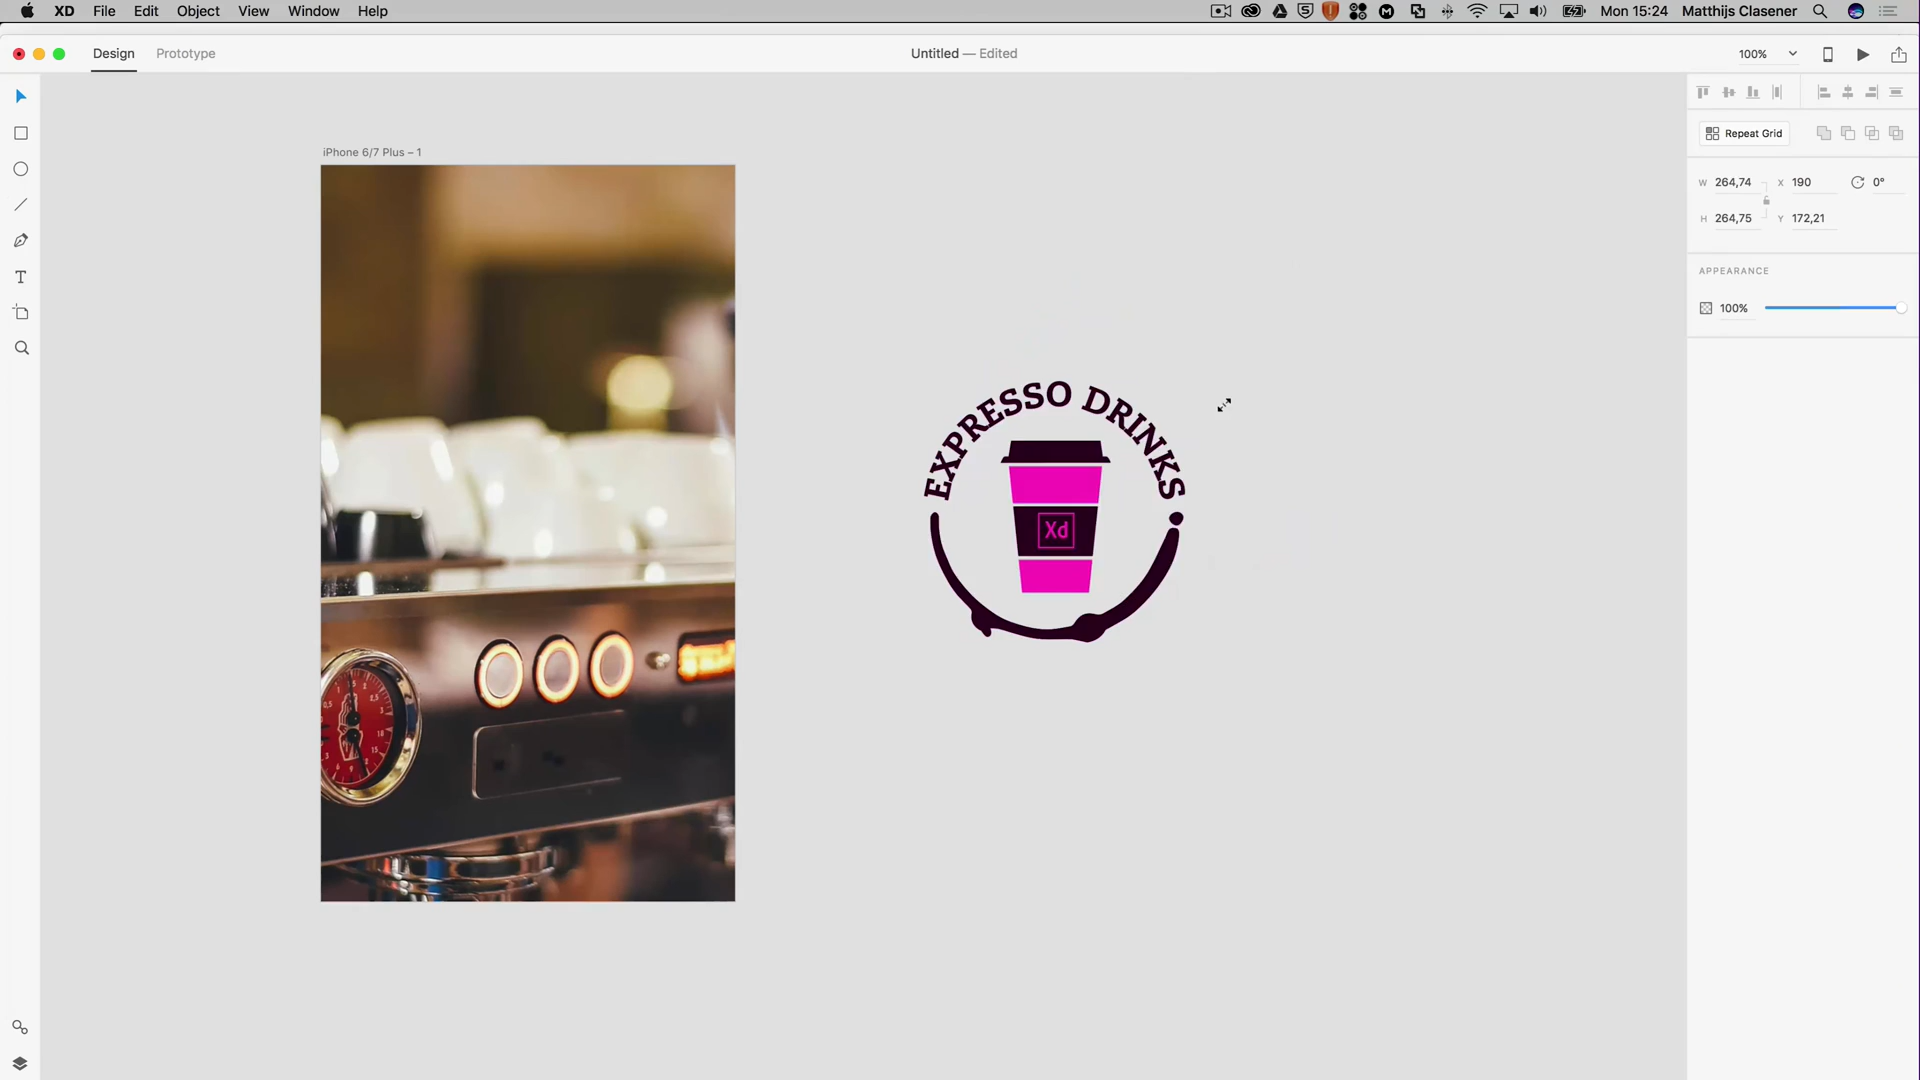 XD File Edit Object View Window Help
Mon 15:24 Matthijs Clasener
Design Prototype
Untitled — Edited
100%
Repeat Grid
W 264,74 X 190 0°
H 264,75 Y 172,21
APPEARANCE
100%
iPhone 6/7 Plus – 1
EXPRESSO DRINKS
Xd